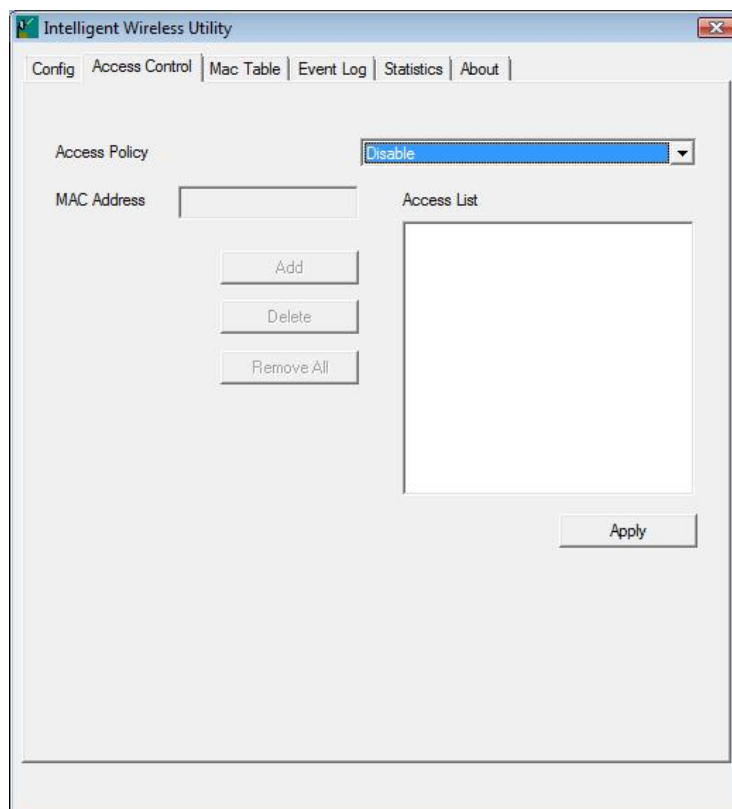 Intelligent Wireless Utility
Config Access Control Mac Table Event Log Statistics About
Access Policy Disable
MAC Address Access List
Add
Delete
Remove All
Apply